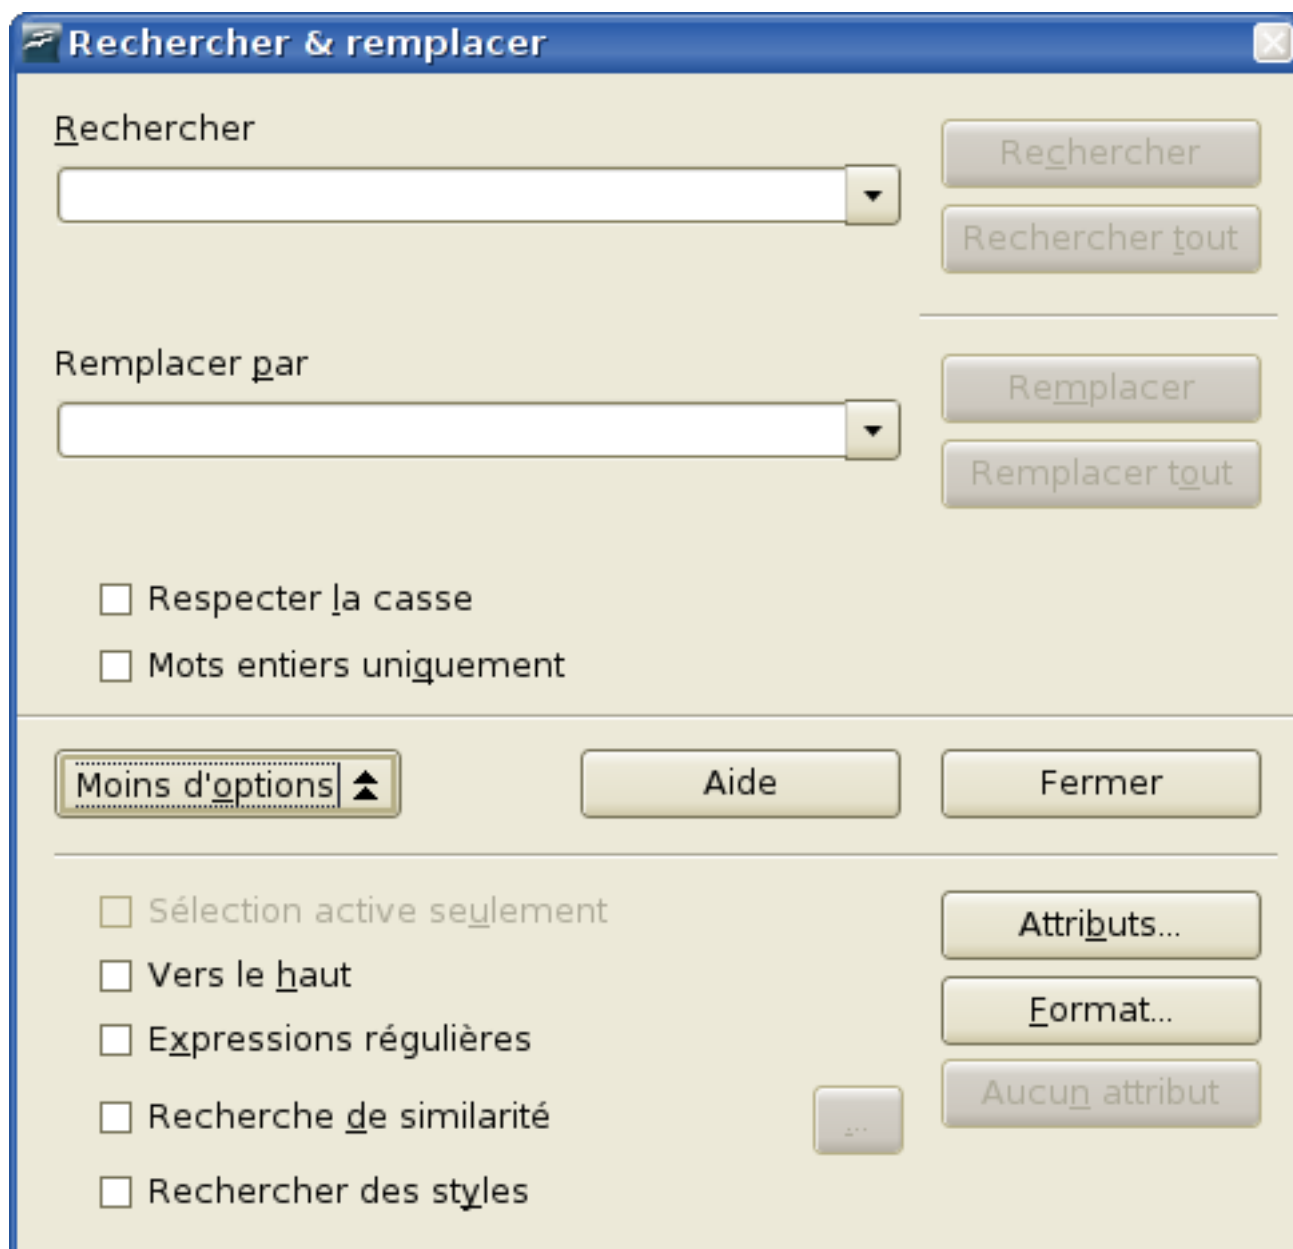 Rechercher & remplacer
Rechercher
Rechercher
Rechercher tout
Remplacer par
Remplacer
Remplacer tout
Respecter la casse
Mots entiers uniquement
Moins d'options
Aide
Fermer
Sélection active seulement
Attributs...
Vers le haut
Format...
Expressions régulières
Aucun attribut
Recherche de similarité
...
Rechercher des styles